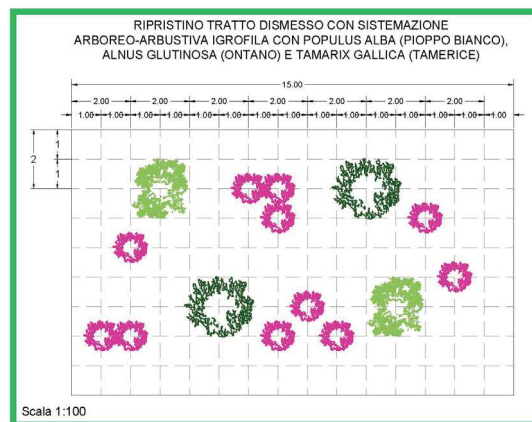 RIPRISTINO TRATTO DISMESSO CON SISTEMAZIONE
ARBOREO-ARBUSTIVA IGROFILA CON POPULUS ALBA (PIOPPO BIANCO),
ALNUS GLUTINOSA (ONTANO) E TAMARIX GALLICA (TAMERICE)
15.00
2.00 2.00 2.00 2.00 2.00 2.00 2.00
1.00 1.00 1.00 1.00 1.00 1.00 1.00 1.00 1.00 1.00 1.00 1.00 1.00 1.00 1.00
2 1
1
Scala 1:100